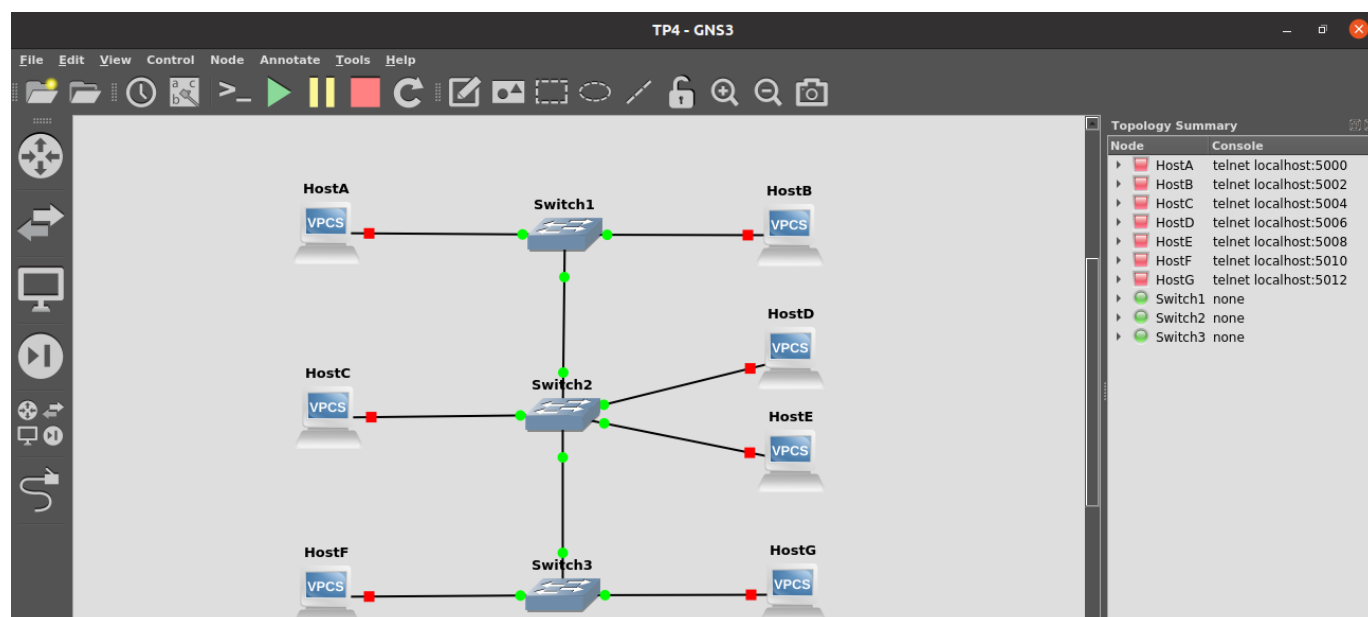 TP4 - GNS3
File Edit View Control Node Annotate Tools Help
Topology Summary
Node Console
HostA telnet localhost:5000
HostB telnet localhost:5002
HostC telnet localhost:5004
HostD telnet localhost:5006
HostE telnet localhost:5008
HostF telnet localhost:5010
HostG telnet localhost:5012
Switch1 none
Switch2 none
Switch3 none
HostA
VPCS
Switch1
HostB
VPCS
HostD
VPCS
HostC
VPCS
Switch2
HostE
VPCS
HostF
VPCS
Switch3
HostG
VPCS